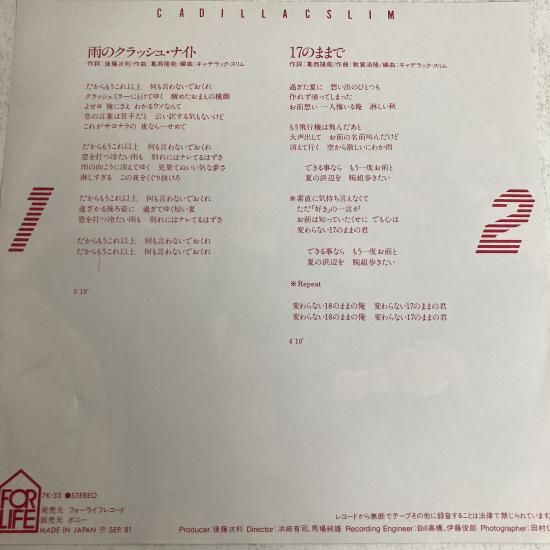 CADILLAC SLIM
雨のクラッシュ・ナイト
作詞:後藤次利/作曲:葛西隆能/編曲:キャデラック・スリム
だからもうこれ以上 何も言わないでおくれ
クラッシュミラーにとけてゆく 醒めたおまえの横顔
よせヨ 俺にさえ わかるウソなんて
恋の言葉は苦手だと 云い訳する気もないけど
これがサヨナラの 夜なら…せめて
だからもうこれ以上 何も言わないでおくれ
窓を打つ冷たい雨も 別れにはナレてるはずさ
雨の向こうに消えてゆく 見果てぬいい気な夢さ
淋しすぎる この夜をくぐり抜けろ
だからもうこれ以上 何も言わないでおくれ
遠ざかる後ろ姿に 過ぎてゆく短い夏
窓を打つ冷たい雨も 別れにはナレてるはずさ
だからもうこれ以上 何も言わないでおくれ
だからもうこれ以上 何も言わないでおくれ
⋮
3'18"
1
17のままで
作詞:葛西隆能/作曲:敦賀浩陽/編曲:キャデラック・スリム
過ぎた夏に 想い出のひとつも
作れず帰ってしまった
お前想い 一人悔いる俺 淋しい秋
もう飛行機は飛んだあと
大声出して お前の名前叫んだけど
消えて行く 空から欲しいにわか雨
できる事なら もう一度お前と
夏の浜辺を 腕組歩きたい
※素直に気持も言えなくて
ただ「好き」の一言が
お前は知っていたくせに でも心は
変わらない17のままの君
できる事なら もう一度お前と
夏の浜辺を 腕組歩きたい
※Repeat
変わらない18のままの俺 変わらない17のままの君
変わらない18のままの俺 変わらない17のままの君
4'10"
2
FOR LIFE
7K-33 ●STEREO
発売元 フォーライフレコード
販売元 ポニー
MADE IN JAPAN Ⓟ SEP. '81
レコードから無断でテープその他に録音することは法律で禁じられています
Producer:後藤次利 Director:浜崎有司、馬場純雄 Recording Engineer:Bill高橋、伊藤俊郎 Photographer:田村仁